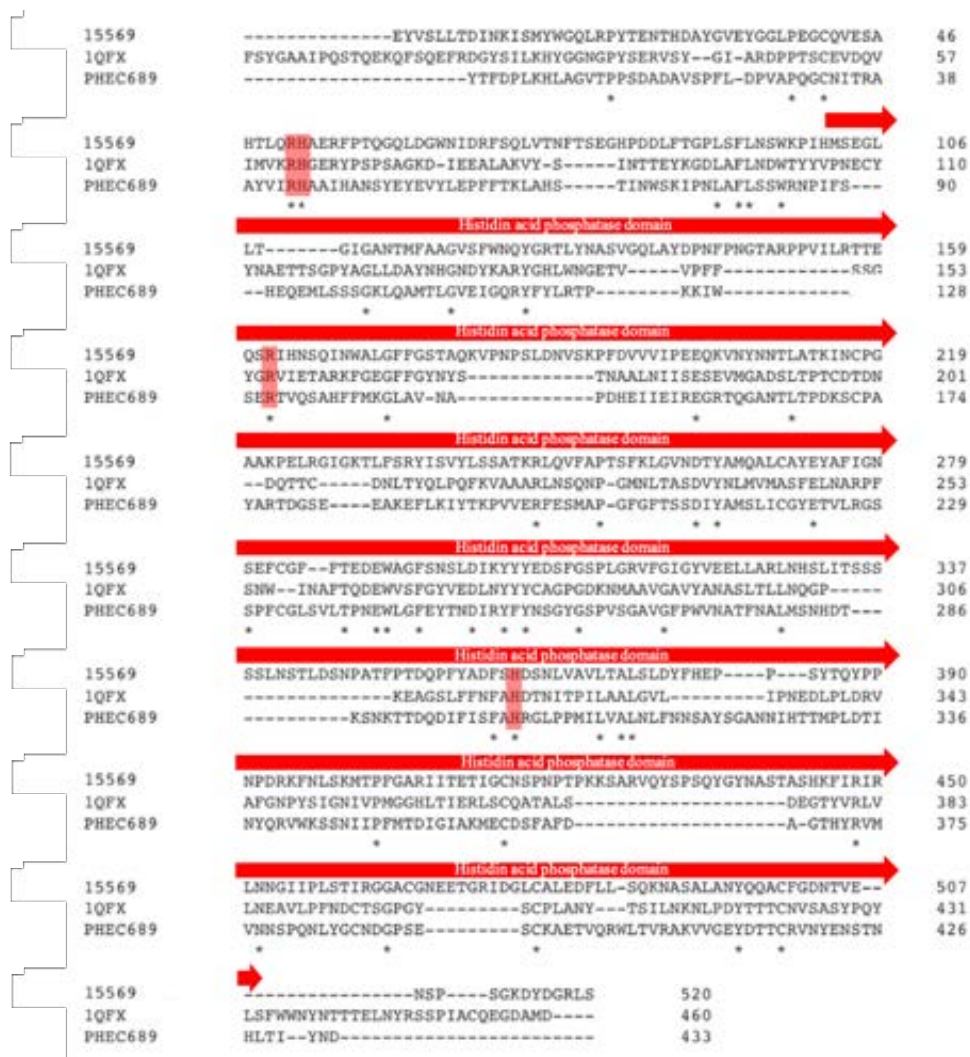 15569 --------------EYVSLLTDINKISMYWGQLRPYTENTHDAYGVEYGGLPEGCQVESA 46
1QFX FSYGAAIPQSTQEKQFSQEFRDGYSILKHYGGNGPYSERVSY--GI-ARDPPTSCEVDQV 57
PHEC689 ---------------------YTFDPLKHLAGVTPPSDADAVSPFL-DPVAPQGCNITRA 38
* * *
15569 HTLQRHAERFPTQGQLDGWNIDRFSQLVTNFTSEGHPDDLFTGPLSFLNSWKPIHMSEGL 106
1QFX IMVKRHGERYPSPSAGKD-IEEALAKVY-S-----INTTEYKGDLAFLNDWTYYVPNECY 110
PHEC689 AYVIRHAAIHANSYEYEVYLEPFFTKLAHS-----TINWSKIPNLAFLSSWRNPIFS--- 90
** * ** *
Histidin acid phosphatase domain
15569 LT-------GIGANTMFAAGVSFWNQYGRTLYNASVGQLAYDPNFPNGTARPPVILRTTE 159
1QFX YNAETTSGPYAGLLDAYNHGNDYKARYGHLWNGETV-----VPFF------------SSG 153
PHEC689 --HEQEMLSSSGKLQAMTLGVEIGQRYFYLRTP--------KKIW------------ 128
* * *
Histidin acid phosphatase domain
15569 QSRIHNSQINWALGFFGSTAQKVPNPSLDNVSKPFDVVVIPEEQKVNYNNTLATKINCPG 219
1QFX YGRVIETARKFGEGFFGYNYS------------TNAALNIISESEVMGADSLTPTCDTDN 201
PHEC689 SERTVQSAHFFMKGLAV-NA-------------PDHEIIEIREGRTQGANTLTPDKSCPA 174
* * * *
Histidin acid phosphatase domain
15569 AAKPELRGIGKTLFSRYISVYLSSATKRLQVFAPTSFKLGVNDTYAMQALCAYEYAFIGN 279
1QFX --DQTTC-----DNLTYQLPQFKVAAARLNSQNP-GMNLTASDVYNLMVMASFELNARPF 253
PHEC689 YARTDGSE----EAKEFLKIYTKPVVERFESMAP-GFGFTSSDIYAMSLICGYETVLRGS 229
* * * * *
Histidin acid phosphatase domain
15569 SEFCGF--FTEDEWAGFSNSLDIKYYYEDSFGSPLGRVFGIGYVEELLARLNHSLITSSS 337
1QFX SNW--INAFTQDEWVSFGYVEDLNYYYCAGPGDKNMAAVGAVYANASLTLLNQGP----- 306
PHEC689 SPFCGLSVLTPNEWLGFEYTNDIRYFYNSGYGSPVSGAVGFPWVNATFNALMSNHDT--- 286
* * ** * * * * * * *
Histidin acid phosphatase domain
15569 SSLNSTLDSNPATFPTDQPFYADFSHDSNLVAVLTALSLDYFHEP----P--SYTQYPP 390
1QFX -----------KEAGSLFFNFAHDTNITPILAALGVL------IPNEDLPLDRV 343
PHEC689 ----------KSNKTTDQDIFISFAHRGLPPMILVALNLFNNSAYSGANNIHTTMPLDTI 336
* * * **
Histidin acid phosphatase domain
15569 NPDRKFNLSKMTPFGARIITETIGCNSPNPTPKKSARVQYSPSQYGYNASTASHKFIRIR 450
1QFX AFGNPYSIGNIVPMGGHLTIERLSCQATALS--------------------DEGTYVRLV 383
PHEC689 NYQRVWKSSNIIPFMTDIGIAKMECDSFAFD--------------------A-GTHYRVM 375
* * *
Histidin acid phosphatase domain
15569 LNNGIIPLSTIRGGACGNEETGRIDGLCALEDFLL-SQKNASALANYQQACFGDNTVE-- 507
1QFX LNEAVLPFNDCTSGPGY---------SCPLANY---TSILNKNLPDYTTTCNVSASYPQY 431
PHEC689 VNNSPQNLYGCNDGPSE---------SCKAETVQRWLTVRAKVVGEYDTTCRVNYENSTN 426
* * * * *
15569 ----------------NSP----SGKDYDGRLS 520
1QFX LSFWWNYNTTTELNYRSSPIACQEGDAMD---- 460
PHEC689 HLTI--YND------------------------ 433